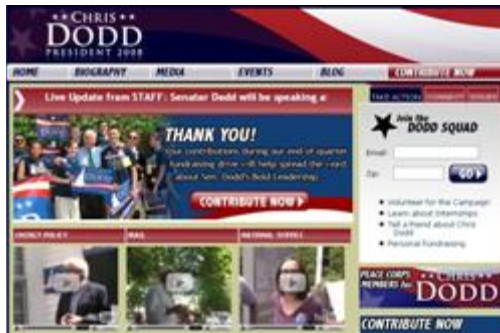 CHRIS
DODD
PRESIDENT 2008
HOME BIOGRAPHY MEDIA EVENTS BLOG CONTRIBUTE NOW
Live Update from STAFF: Senator Dodd will be speaking a
TAKE ACTION
Join the
DODD SQUAD
THANK YOU!
Your contributions during our end of quarter
fundraising drive will help spread the word
about Sen. Dodd's Bold Leadership
CONTRIBUTE NOW
Email:
Zip:
GO
Volunteer for the Campaign
Learn about Internships
Tell a friend about Chris
Dodd
Personal Fundraising
ENERGY POLICY IRAQ NATIONAL SERVICE
PEACE CORPS
MEMBERS for
CHRIS
DODD
CONTRIBUTE NOW